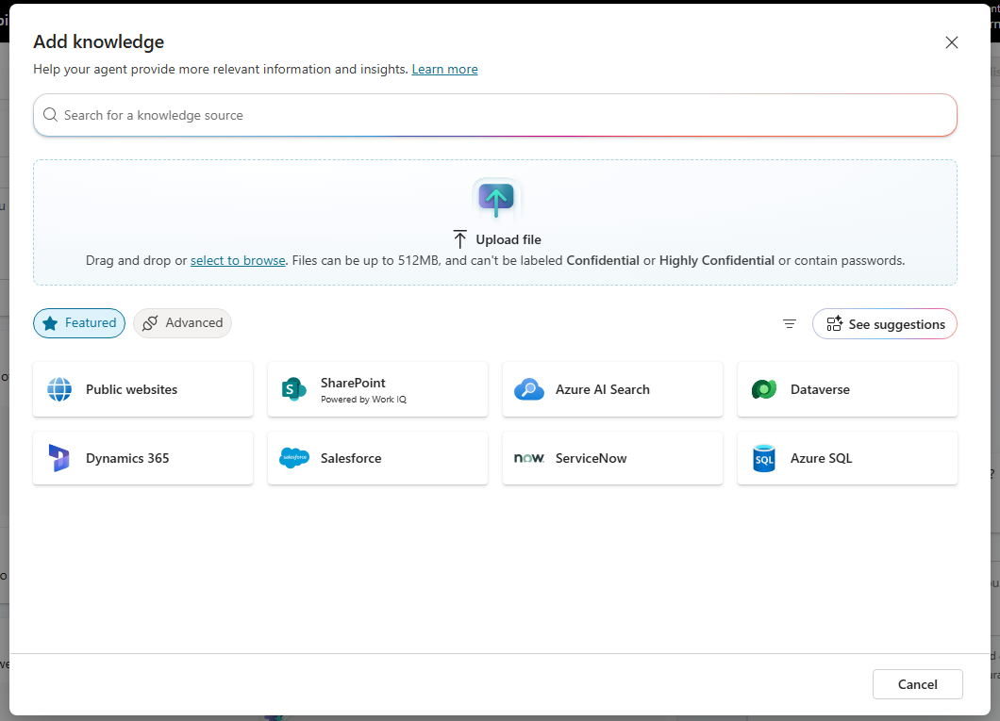 Add knowledge
Help your agent provide more relevant information and insights. Learn more
Search for a knowledge source
Upload file
Drag and drop or select to browse. Files can be up to 512MB, and can't be labeled Confidential or Highly Confidential or contain passwords.
Featured
Advanced
See suggestions
Public websites
SharePoint
Powered by Work IQ
Azure AI Search
Dataverse
Dynamics 365
salesforce
Salesforce
now.
ServiceNow
SQL
Azure SQL
Cancel